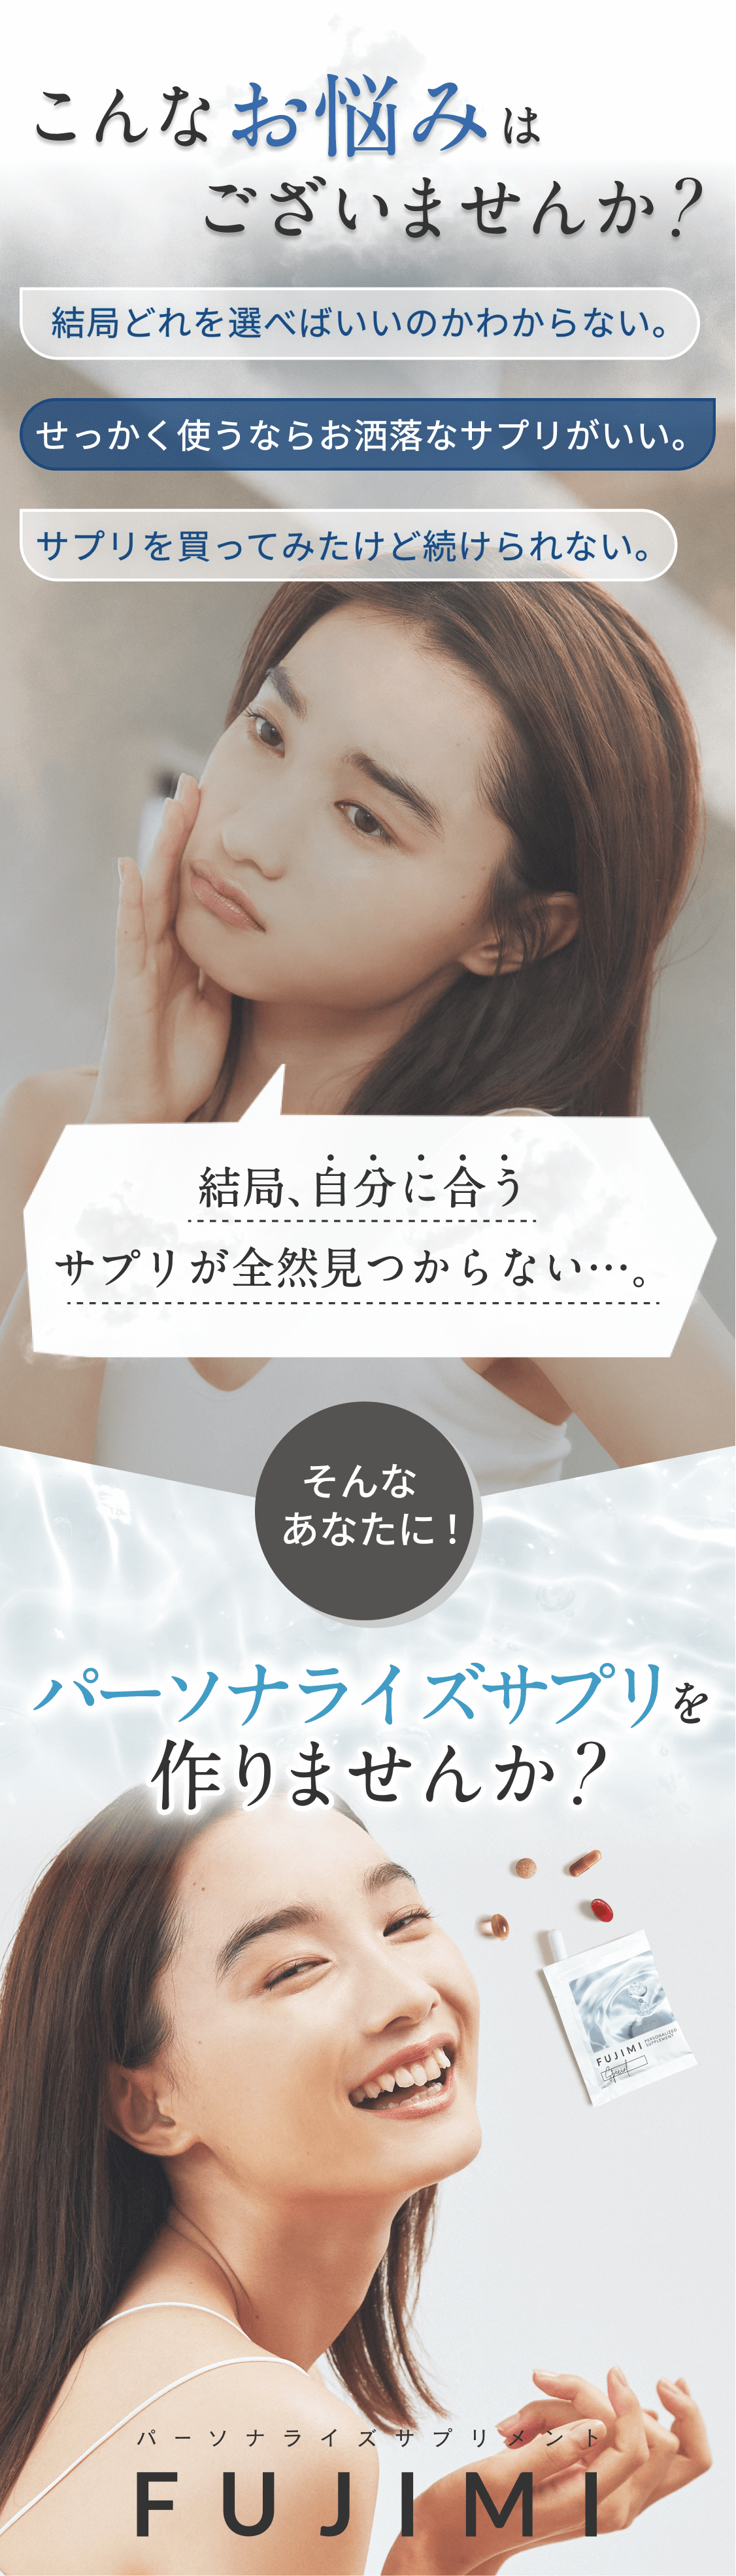 こんなお悩みは
ございませんか?
結局どれを選べばいいのかわからない。
せっかく使うならお洒落なサプリがいい。
サプリを買ってみたけど続けられない。
結局、自分に合う
サプリが全然見つからない…。
そんな
あなたに!
パーソナライズサプリを
作りませんか?
FUJIMI PERSONALIZED
SUPPLEMENT
パーソナライズサプリメント
FUJIMI